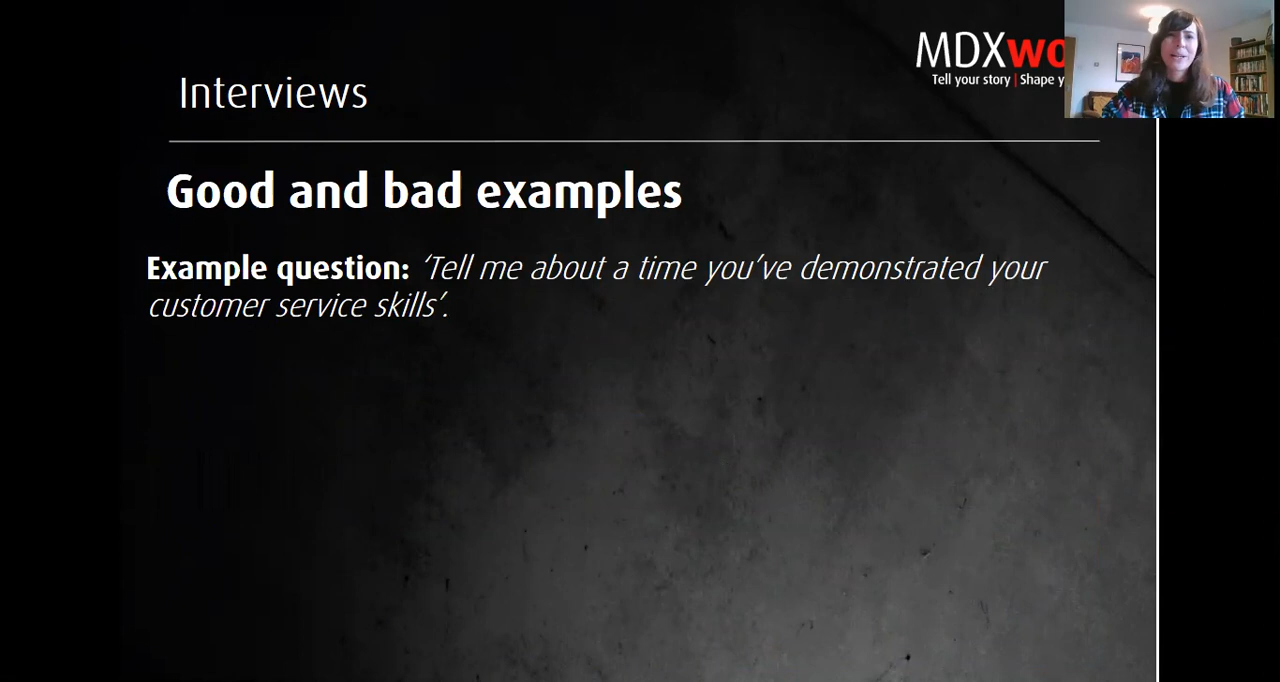 MDXwo
Tell your story | Shape y
Interviews
Good and bad examples
Example question: ‘Tell me about a time you’ve demonstrated your
customer service skills’.